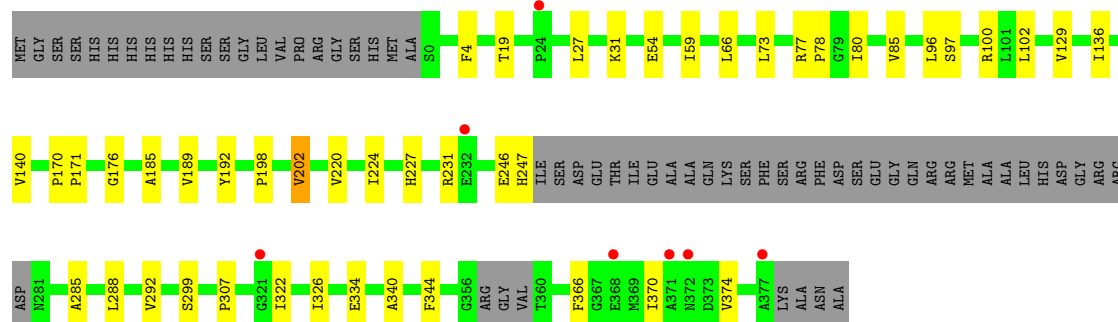 MET GLY SER SER HIS HIS HIS HIS HIS HIS SER SER GLY LEU VAL PRO ARG GLY SER HIS MET ALA S0 F4 T19 P24 L27 K31 E54 I59 L66 L73 R77 P78 G79 I80 V85 L96 S97 R100 L101 L102 V129 I136
V140 P170 P171 G176 A185 V189 Y192 P198 V202 V220 I224 H227 R231 E232 E246 H247 ILE SER ASP GLU THR ILE GLU ALA ALA GLN LYS SER PHE SER ARG PHE ASP SER GLU GLY GLN ARG ARG MET ALA ALA LEU HIS ASP GLY ARG ARG
ASP N281 A285 L288 V292 S299 P307 G321 I322 I326 E334 A340 F344 G356 ARG GLY VAL T360 F366 G367 E368 M369 I370 A371 N372 D373 V374 A377 LYS ALA ASN ALA